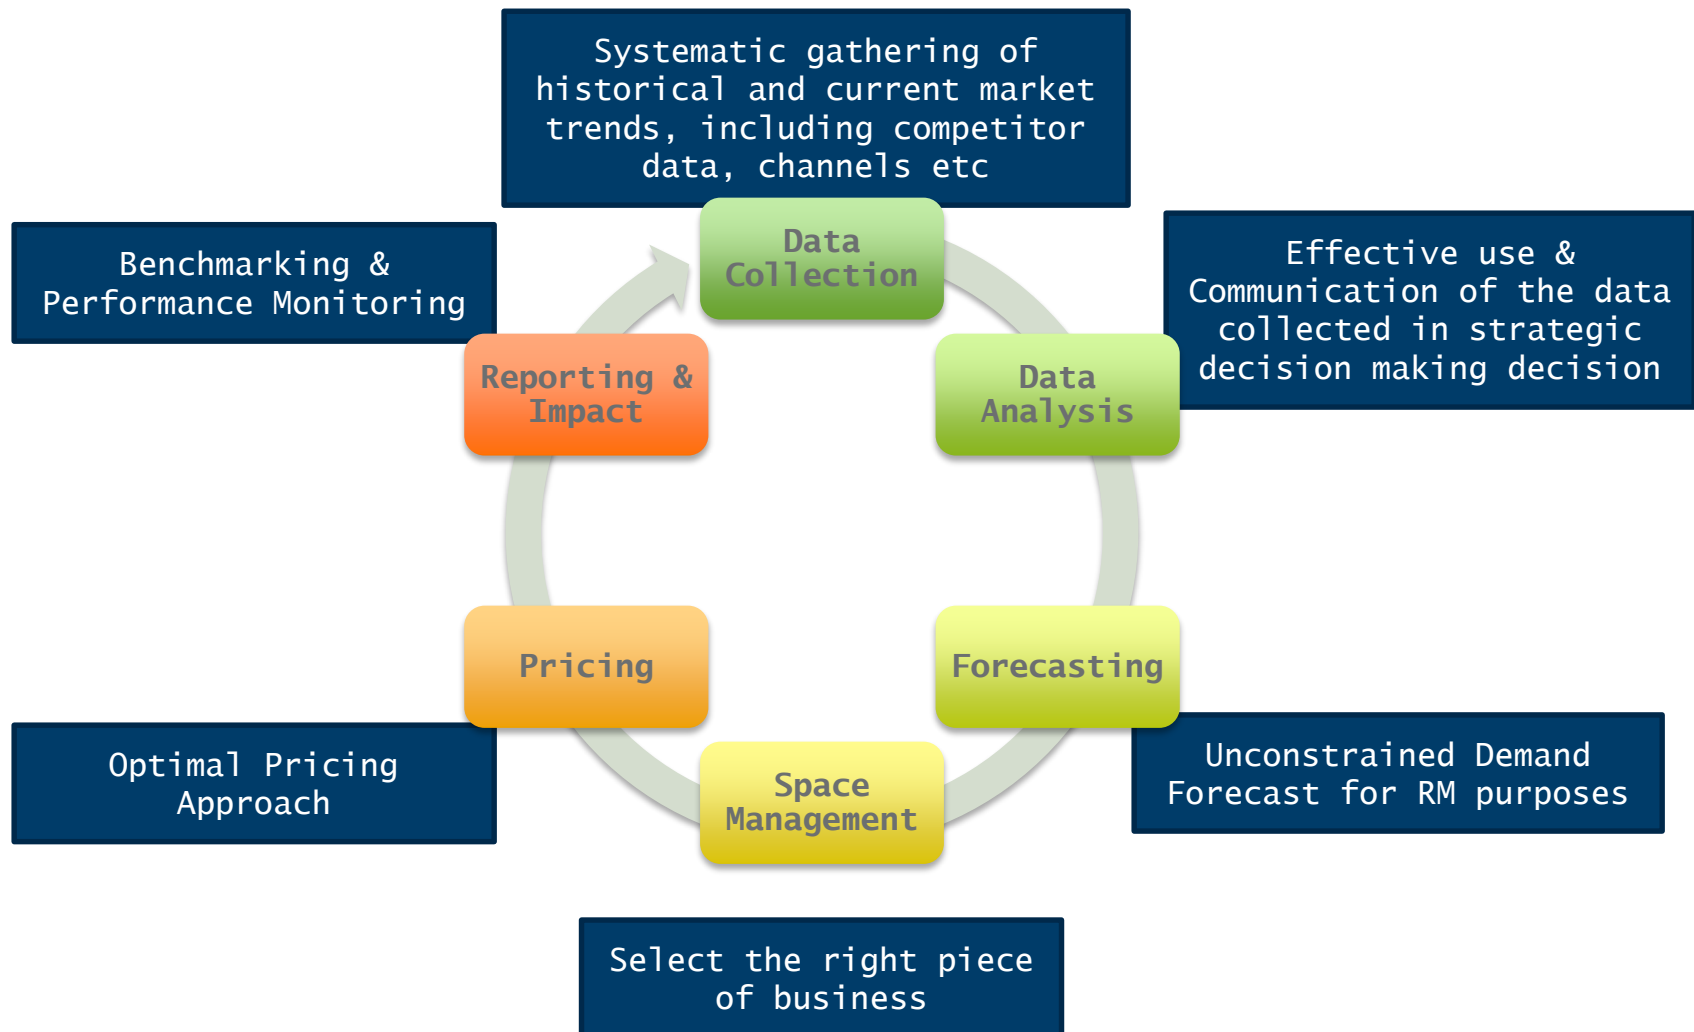 Systematic gathering of
historical and current market
trends, including competitor
data, channels etc
Data
Collection
Effective use &
Communication of the data
collected in strategic
decision making decision
Data
Analysis
Forecasting
Unconstrained Demand
Forecast for RM purposes
Space
Management
Select the right piece
of business
Pricing
Optimal Pricing
Approach
Reporting &
Impact
Benchmarking &
Performance Monitoring